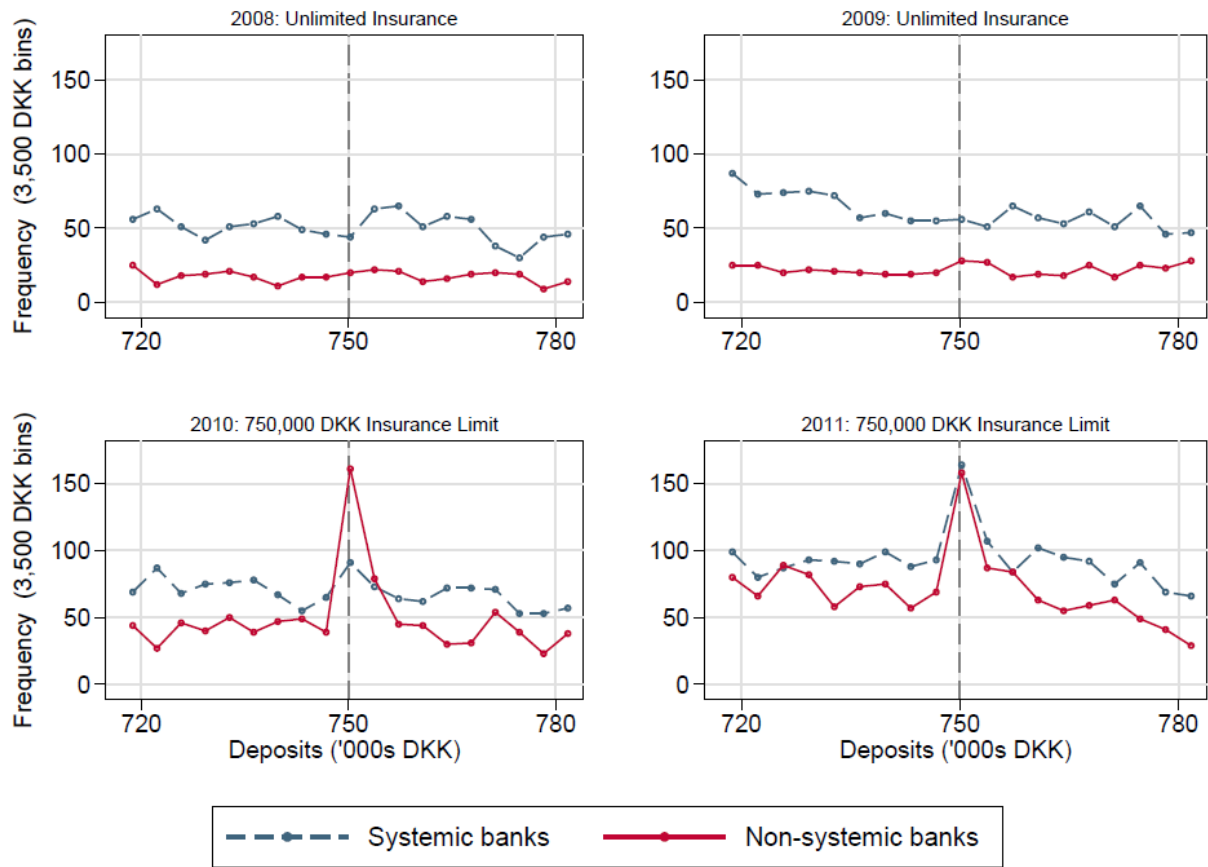 2008: Unlimited Insurance
2009: Unlimited Insurance
Frequency (3,500 DKK bins)
150
100
50
0
720
750
780
150
100
50
0
720
750
780
2010: 750,000 DKK Insurance Limit
2011: 750,000 DKK Insurance Limit
Frequency (3,500 DKK bins)
150
100
50
0
720
750
780
Deposits ('000s DKK)
150
100
50
0
720
750
780
Deposits ('000s DKK)
Systemic banks
Non-systemic banks